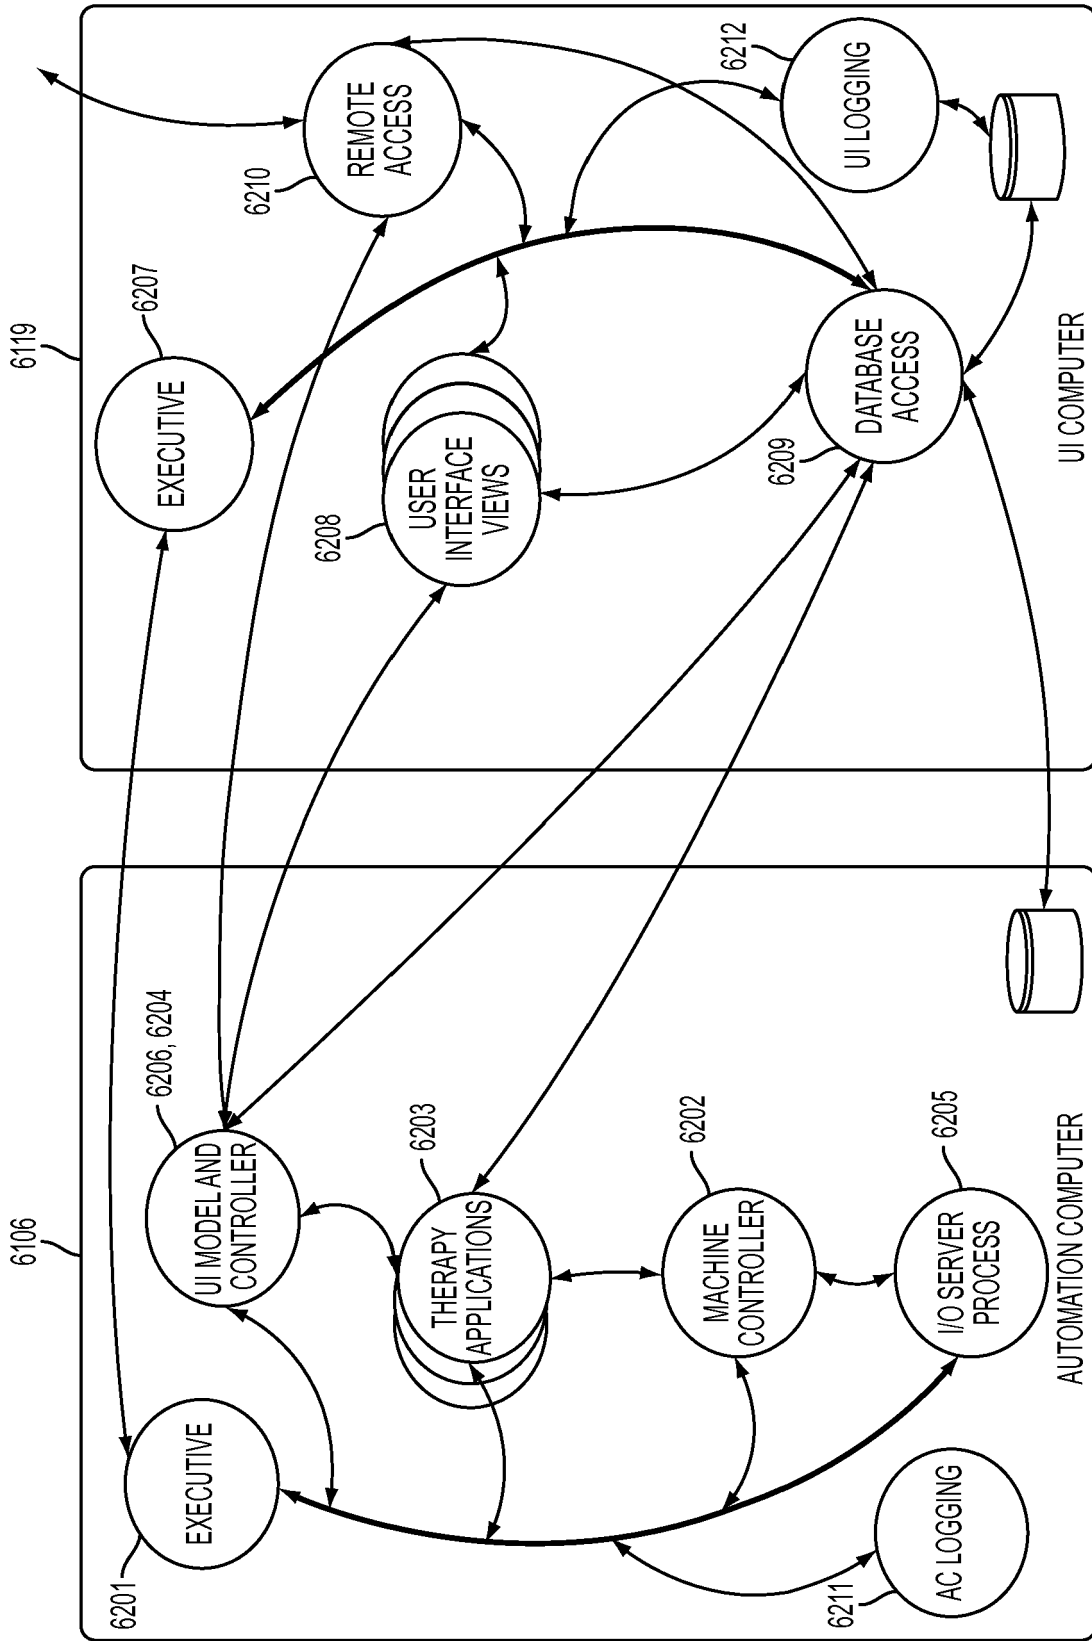 6106
6119
6201
EXECUTIVE
6206, 6204
UI MODEL AND
CONTROLLER
6203
THERAPY
APPLICATIONS
6202
MACHINE
CONTROLLER
6205
I/O SERVER
PROCESS
6211
AC LOGGING
AUTOMATION COMPUTER
6207
EXECUTIVE
6210
REMOTE
ACCESS
6208
USER
INTERFACE
VIEWS
6212
UI LOGGING
6209
DATABASE
ACCESS
UI COMPUTER